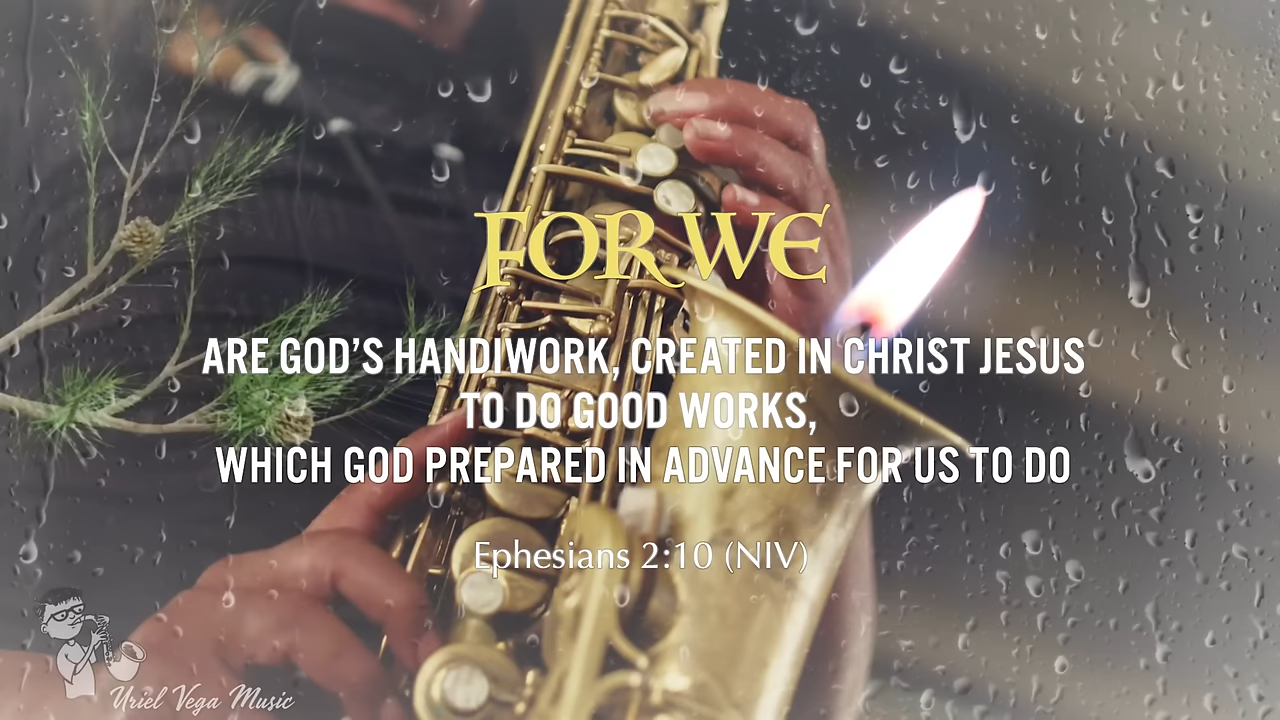 FOR WE
ARE GOD’S HANDIWORK, CREATED IN CHRIST JESUS
TO DO GOOD WORKS,
WHICH GOD PREPARED IN ADVANCE FOR US TO DO
Ephesians 2:10 (NIV)
Uriel Vega Music